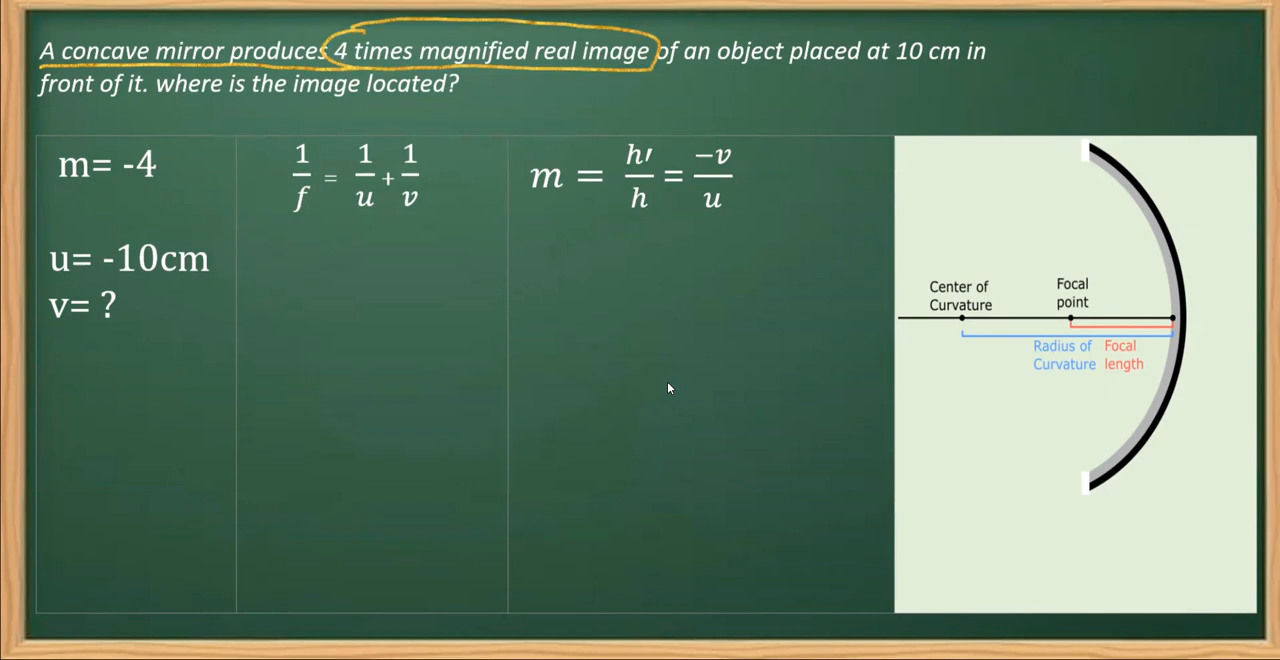 A concave mirror produces 4 times magnified real image of an object placed at 10 cm in
front of it. where is the image located?
m= -4
u= -10cm
v= ?
1/f = 1/u + 1/v
m = h′/h = −v/u
Center of
Curvature
Focal
point
Radius of
Curvature
Focal
length